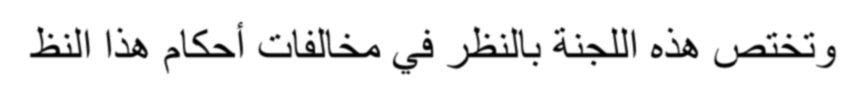 وتختص هذه اللجنة بالنظر في مخالفات أحكام هذا النظ